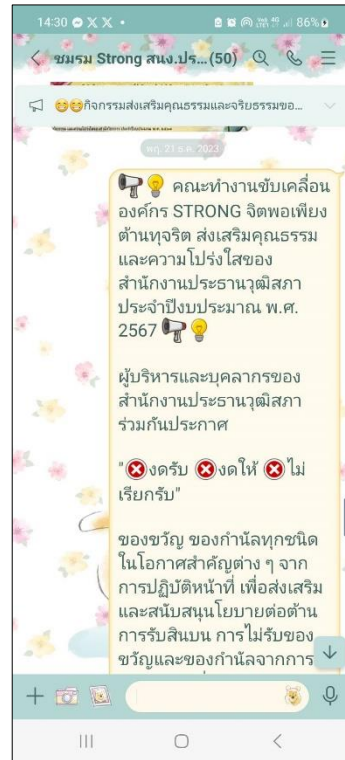 14:30
86%
ชมรม Strong สนง.ปร...(50)
กิจกรรมส่งเสริมคุณธรรมและจริยธรรมขอ...
พฤ. 21 ธ.ค. 2023
คณะทำงานขับเคลื่อน
องค์กร STRONG จิตพอเพียง
ต้านทุจริต ส่งเสริมคุณธรรม
และความโปร่งใสของ
สำนักงานประธานวุฒิสภา
ประจำปีงบประมาณ พ.ศ.
2567
ผู้บริหารและบุคลากรของ
สำนักงานประธานวุฒิสภา
ร่วมกันประกาศ
"❌งดรับ ❌งดให้ ❌ไม่
เรียกรับ"
ของขวัญ ของกำนัลทุกชนิด
ในโอกาสสำคัญต่าง ๆ จาก
การปฏิบัติหน้าที่ เพื่อส่งเสริม
และสนับสนุนนโยบายต่อต้าน
การรับสินบน การไม่รับของ
ขวัญและของกำนัลจากการ